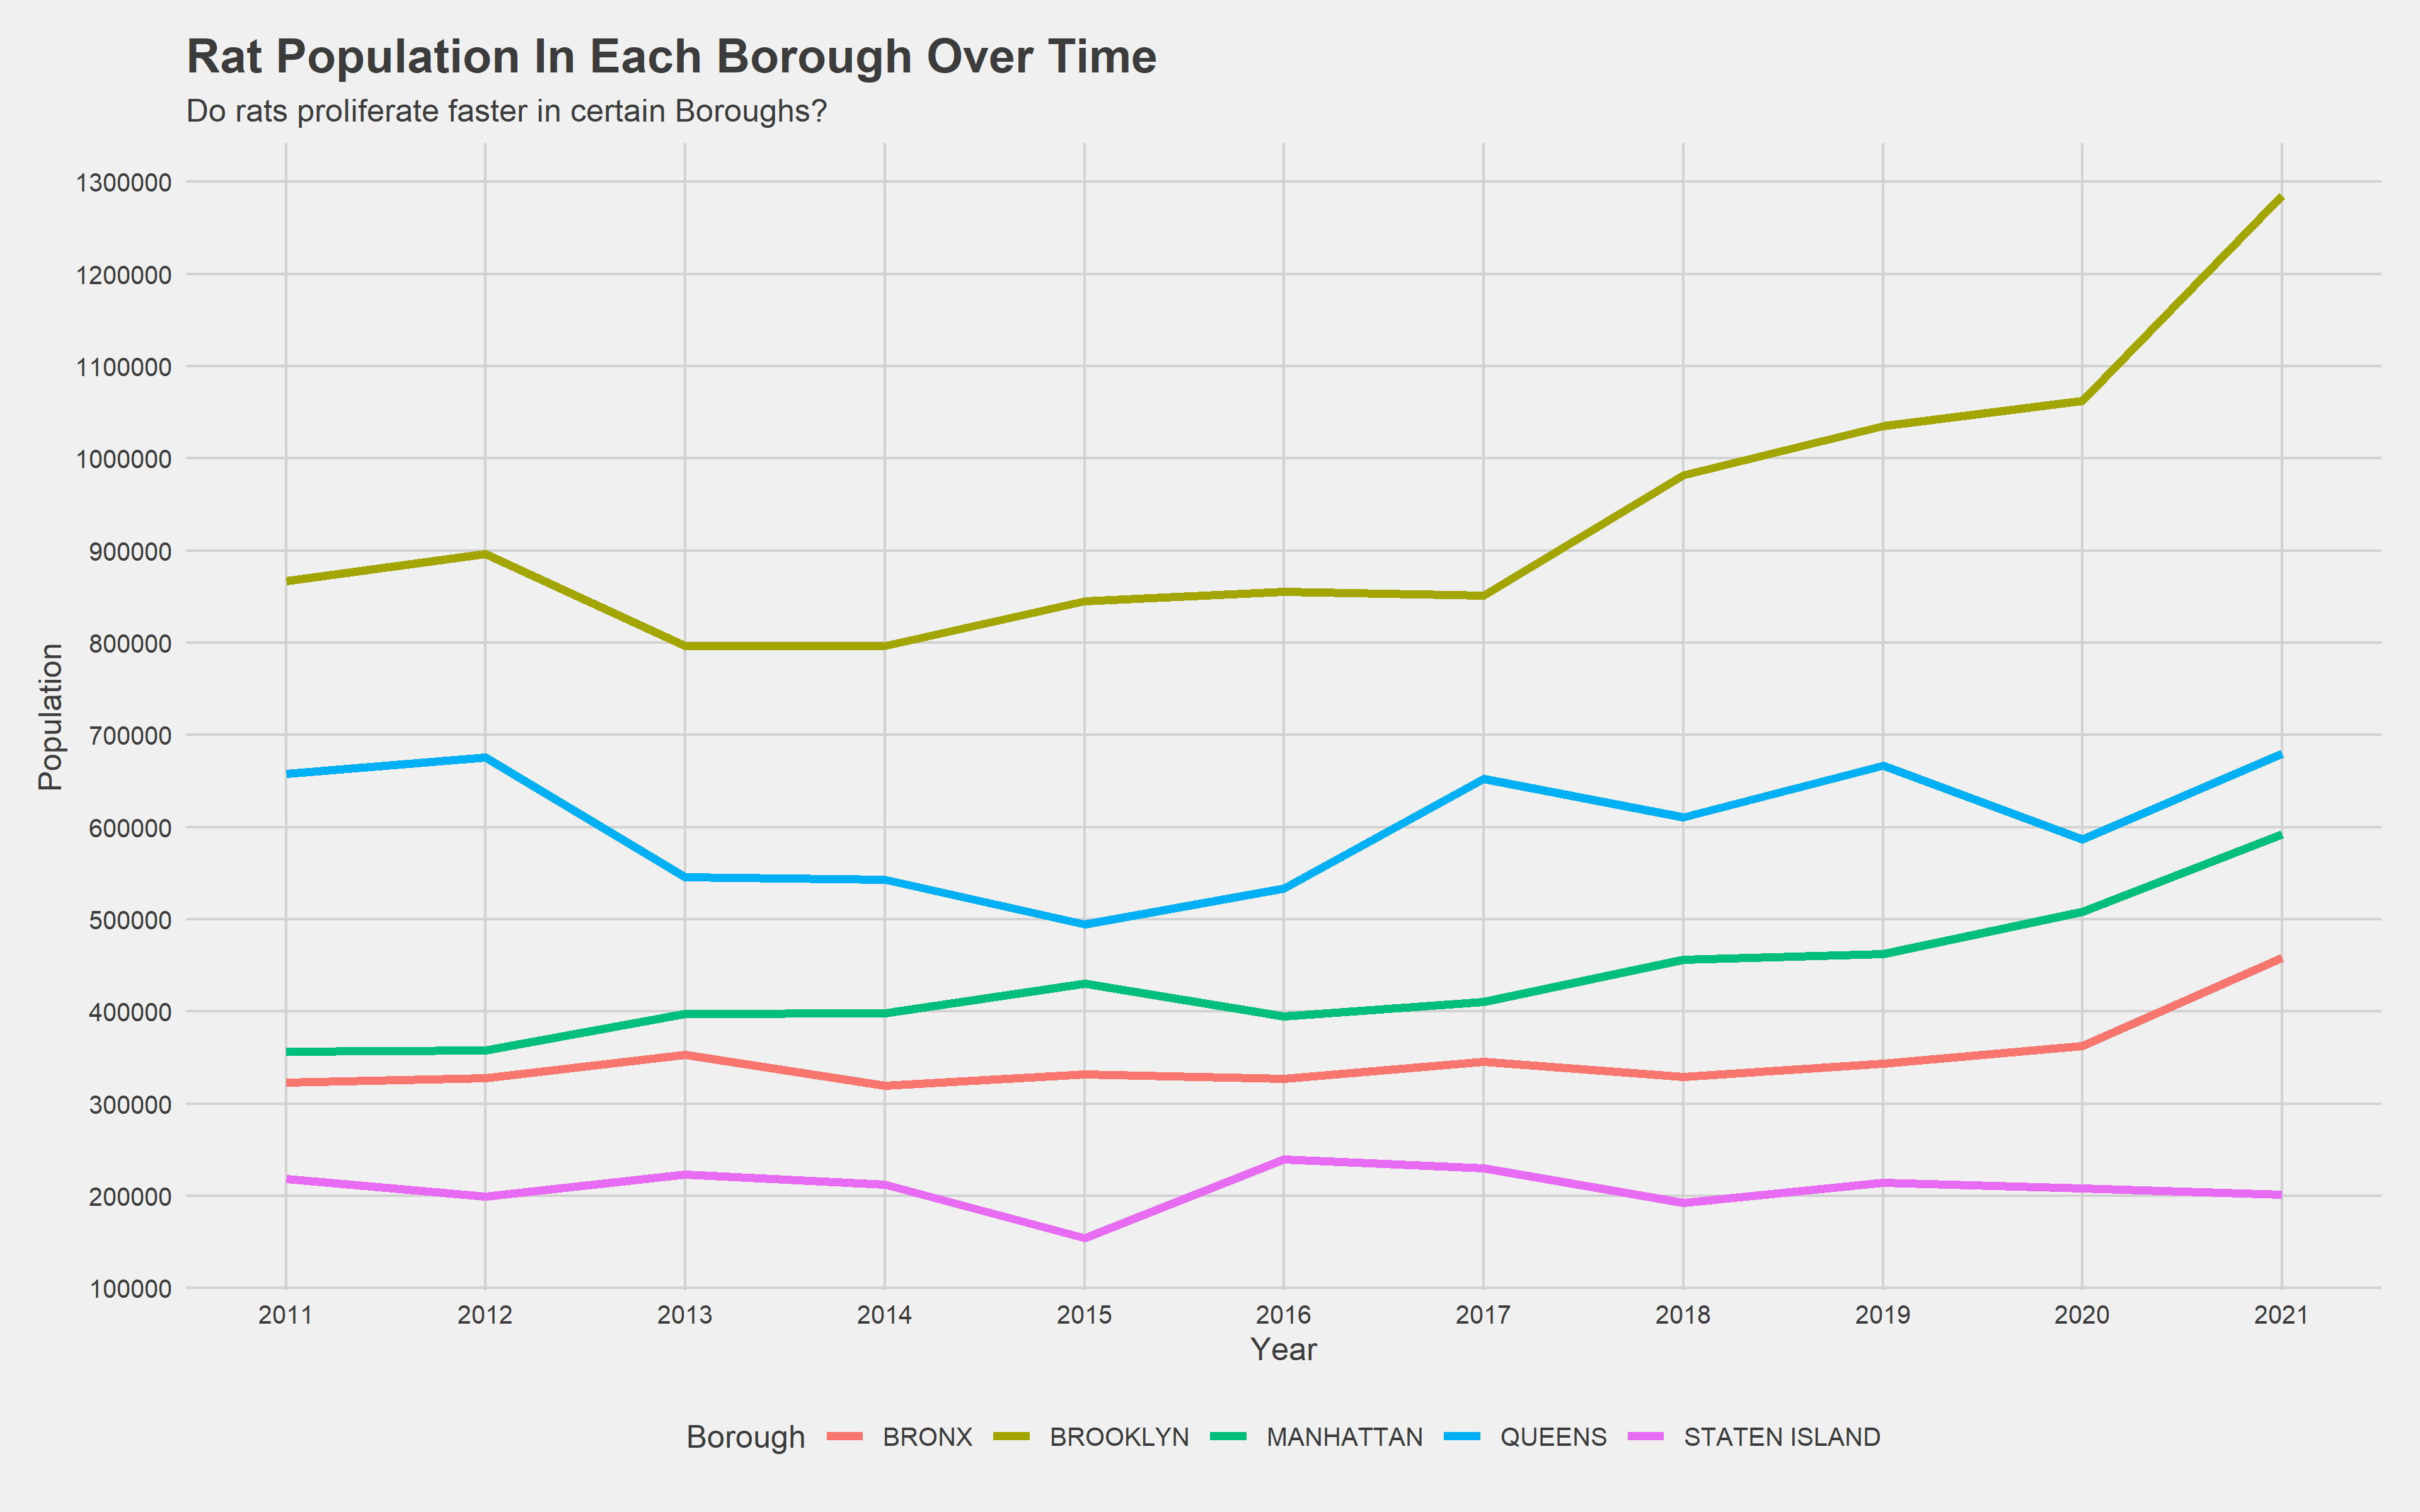 Rat Population In Each Borough Over Time
Do rats proliferate faster in certain Boroughs?
1300000
1200000
1100000
1000000
900000
800000
700000
600000
500000
400000
300000
200000
100000
Population
2011 2012 2013 2014 2015 2016 2017 2018 2019 2020 2021
Year
Borough BRONX BROOKLYN MANHATTAN QUEENS STATEN ISLAND